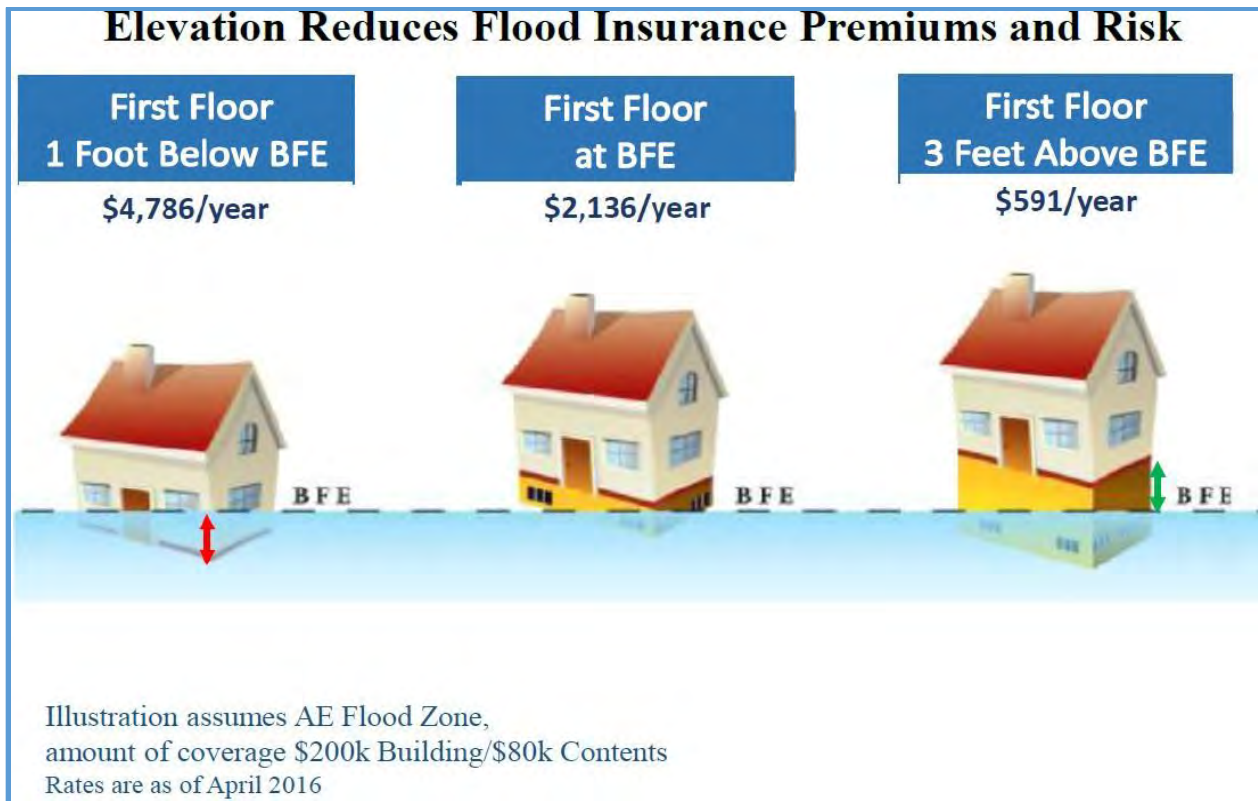 Elevation Reduces Flood Insurance Premiums and Risk
First Floor
1 Foot Below BFE
$4,786/year
First Floor
at BFE
$2,136/year
First Floor
3 Feet Above BFE
$591/year
BFE
BFE
BFE
Illustration assumes AE Flood Zone,
amount of coverage $200k Building/$80k Contents
Rates are as of April 2016